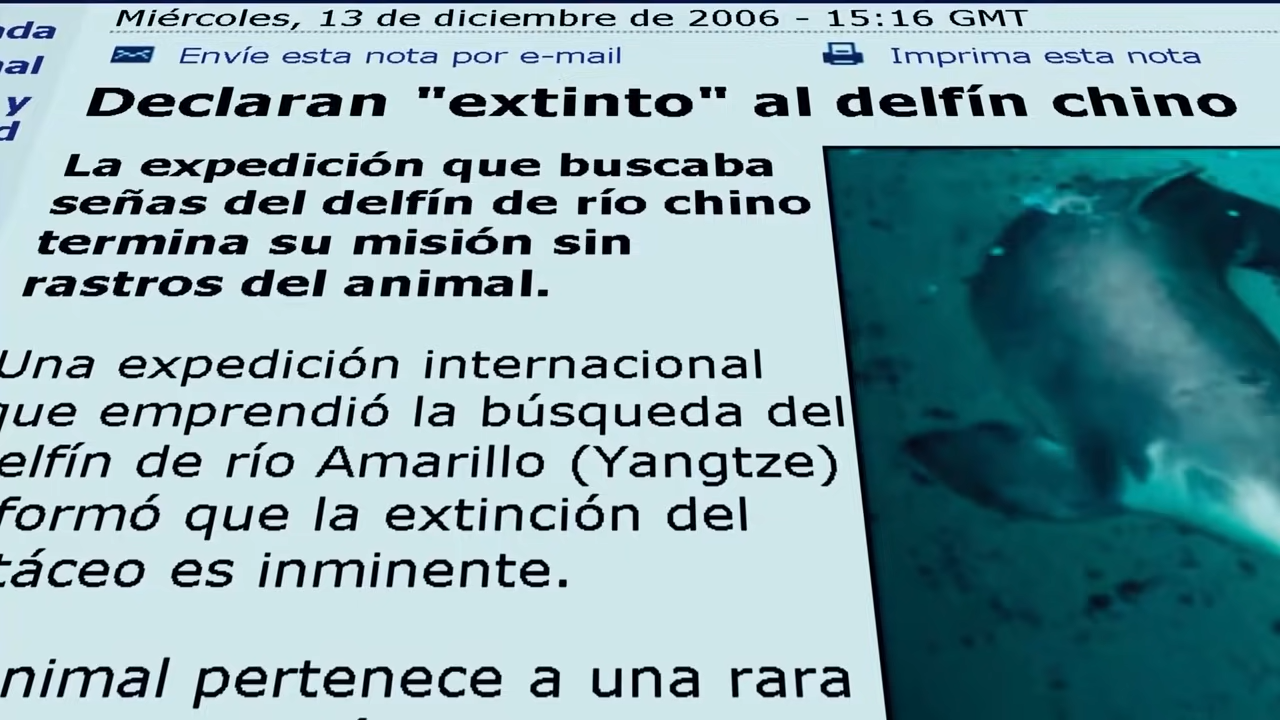 Miércoles, 13 de diciembre de 2006 - 15:16 GMT
Envíe esta nota por e-mail
Imprima esta nota
y
Declaran "extinto" al delfín chino
La expedición que buscaba
señas del delfín de río chino
termina su misión sin
rastros del animal.
Una expedición internacional
que emprendió la búsqueda del
elfín de río Amarillo (Yangtze)
formó que la extinción del
táceo es inminente.
nimal pertenece a una rara